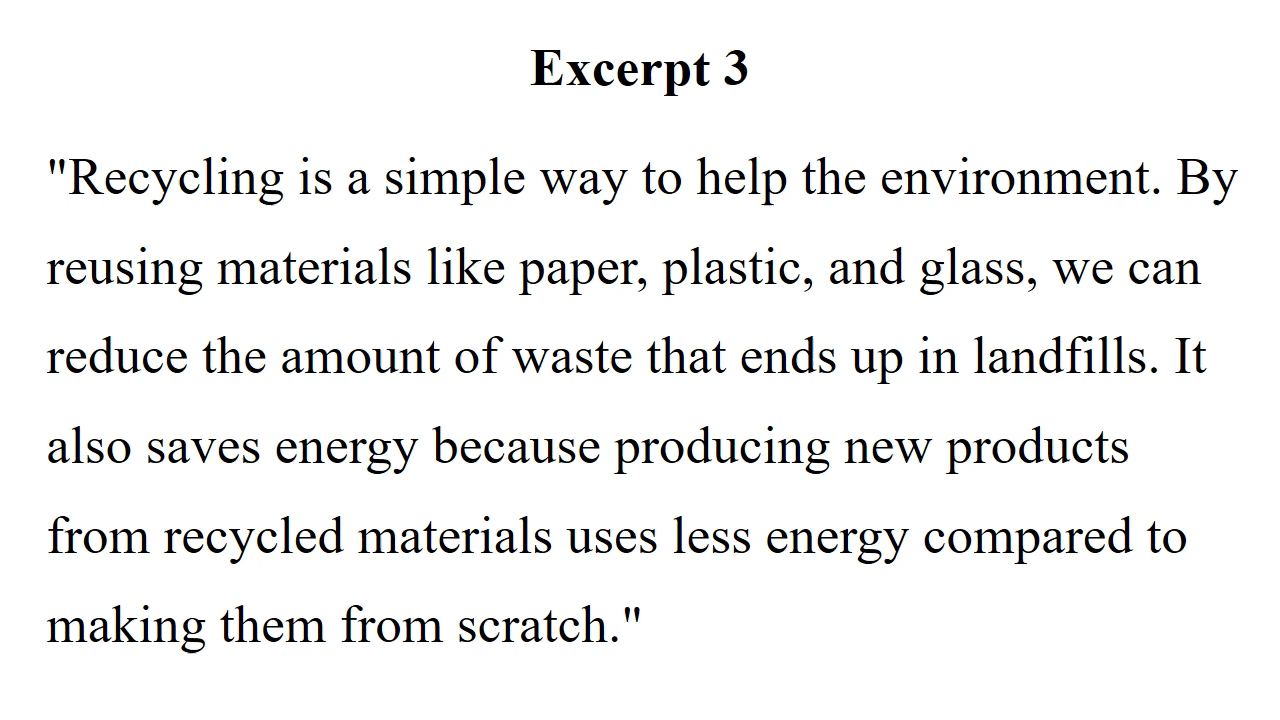 Excerpt 3
"Recycling is a simple way to help the environment. By
reusing materials like paper, plastic, and glass, we can
reduce the amount of waste that ends up in landfills. It
also saves energy because producing new products
from recycled materials uses less energy compared to
making them from scratch."